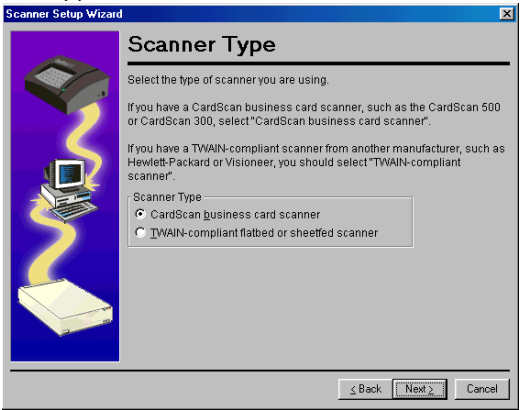 Scanner Setup Wizard
Scanner Type
Select the type of scanner you are using.
If you have a CardScan business card scanner, such as the CardScan 500
or CardScan 300, select "CardScan business card scanner".
If you have a TWAIN-compliant scanner from another manufacturer, such as
Hewlett-Packard or Visioneer, you should select "TWAIN-compliant
scanner".
Scanner Type
CardScan business card scanner
TWAIN-compliant flatbed or sheetfed scanner
< Back
Next >
Cancel